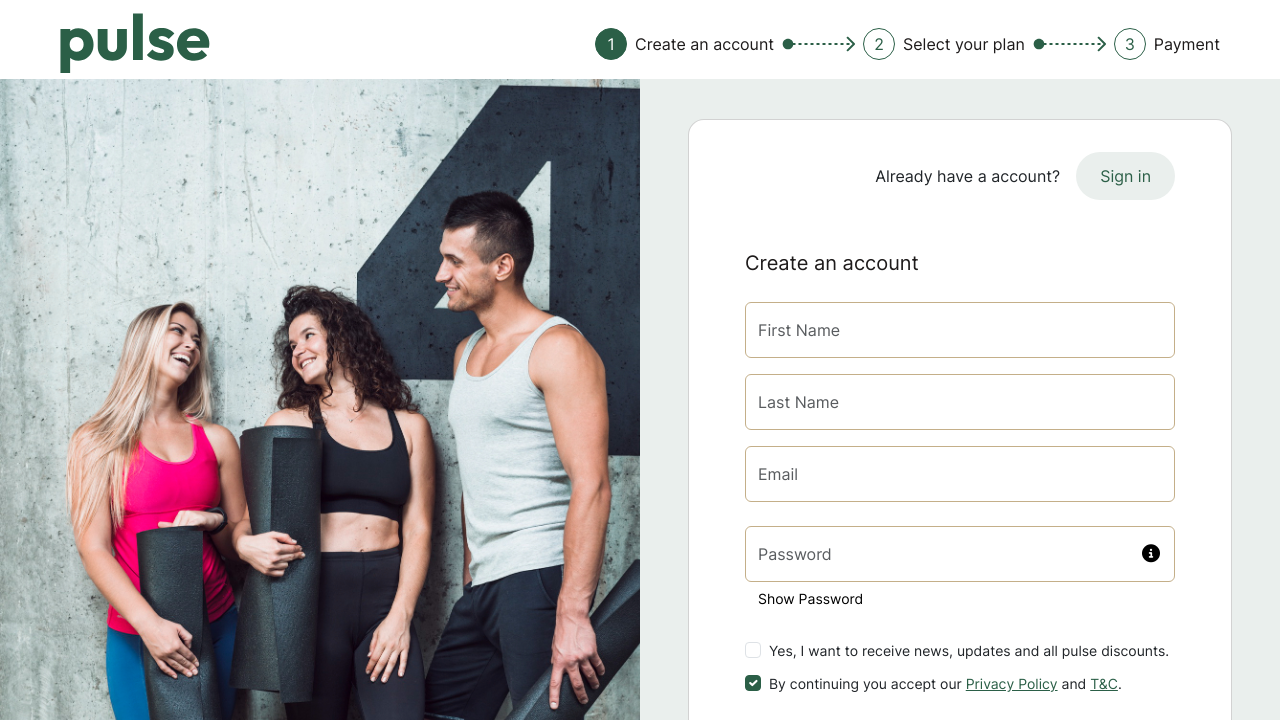 pulse
1 Create an account 2 Select your plan 3 Payment
4
Already have a account? Sign in
Create an account
First Name
Last Name
Email
Password
Show Password
Yes, I want to receive news, updates and all pulse discounts.
By continuing you accept our Privacy Policy and T&C.